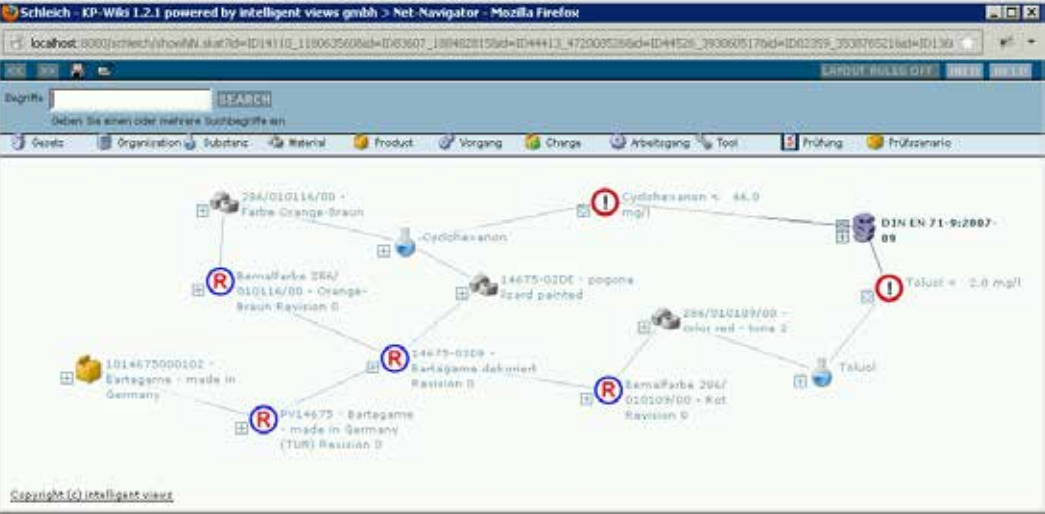 Schleich - KP-Wiki 1.2.1 powered by intelligent views gmbh > Net-Navigator - Mozilla Firefox
<< >>
LAYOUT RULES OFF
Begriffe SEARCH
Geben Sie einen oder mehrere Suchbegriffe ein
Gesetz Organisation Substanz Material Product Vorgang Charge Arbeitsgang Tool Prüfung Prüfszenario
286/010116/00 -
Farbe Orange-Braun
Cyclohexanon < 46.0
mg/l
DIN EN 71-9:2007-
09
Cyclohexanon
Bemalfarbe 286/
010116/00 - Orange-
Braun Revision 0
14675-02DE - pogona
lizard painted
Toluol < 2.0 mg/l
286/010109/00 -
color red - tone 2
1014675000102 -
Bartagame - made in
Germany
Bartagame dekoriert
Revision 0
Toluol
Bemalfarbe 286/
010109/00 - Rot
Revision 0
PV14675 - Bartagame
- made in Germany
(TUR) Revision 0
Copyright (c) intelligent views